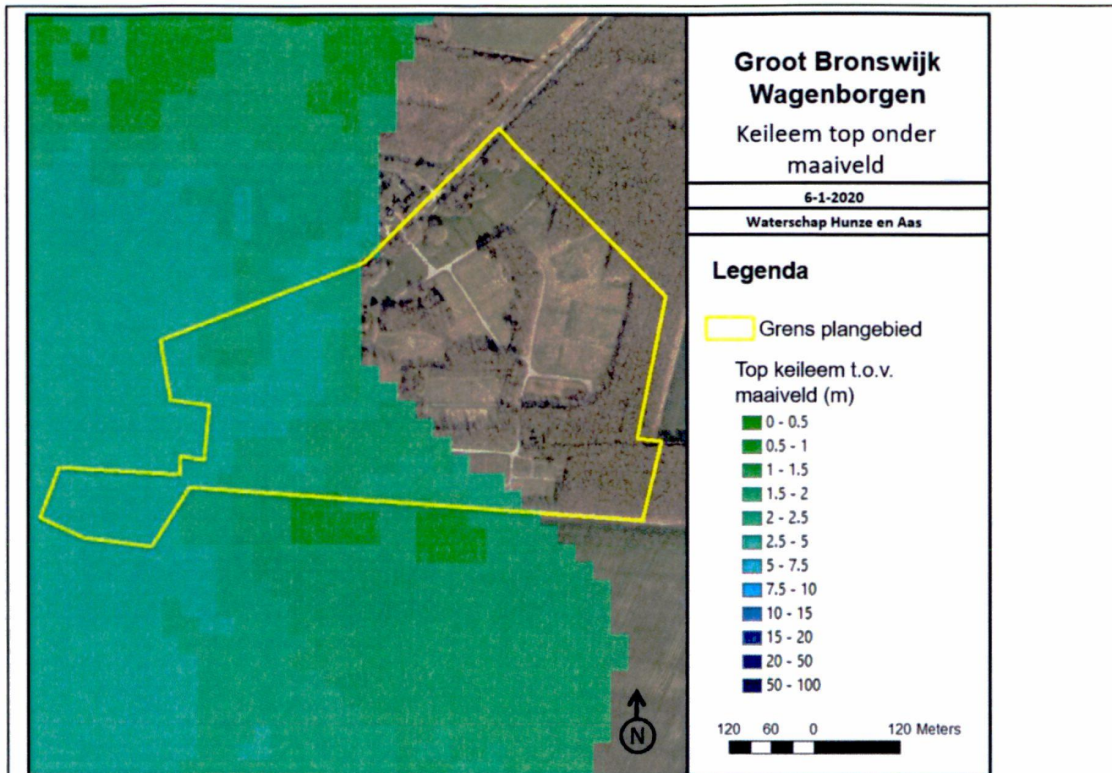 Groot Bronswijk
Wagenborgen
Keileem top onder
maaiveld
6-1-2020
Waterschap Hunze en Aas
Legenda
Grens plangebied
Top keileem t.o.v.
maaiveld (m)
0 - 0.5
0.5 - 1
1 - 1.5
1.5 - 2
2 - 2.5
2.5 - 5
5 - 7.5
7.5 - 10
10 - 15
15 - 20
20 - 50
50 - 100
120 60 0 120 Meters
N